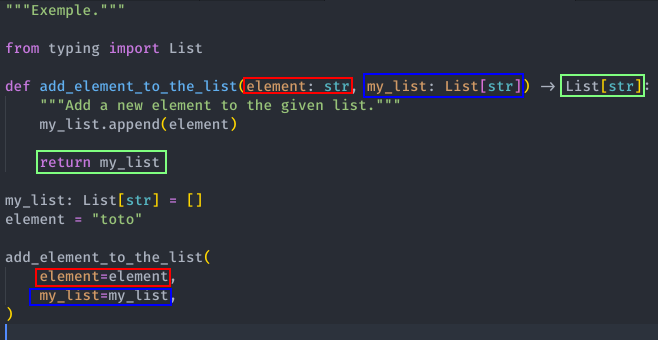 """Exemple."""
from typing import List
def add_element_to_the_list(element: str, my_list: List[str]) -> List[str]:
"""Add a new element to the given list."""
my_list.append(element)
return my_list
my_list: List[str] = []
element = "toto"
add_element_to_the_list(
element=element,
my_list=my_list,
)